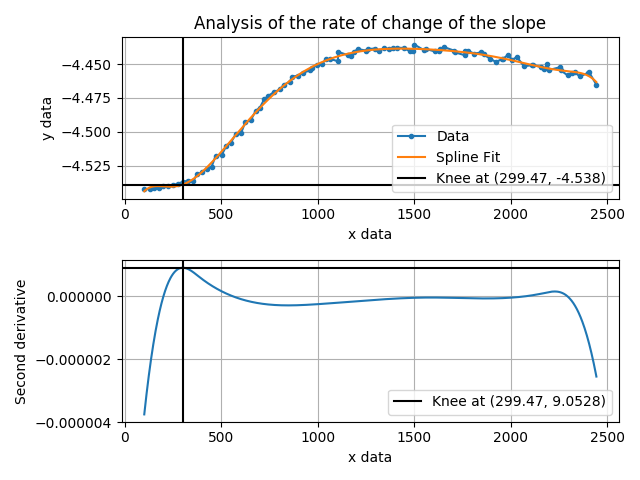 Analysis of the rate of change of the slope
−4.450
−4.475
−4.500
−4.525
y data
Data
Spline Fit
Knee at (299.47, -4.538)
0 500 1000 1500 2000 2500
x data
0.000000
−0.000002
−0.000004
Second derivative
Knee at (299.47, 9.0528)
0 500 1000 1500 2000 2500
x data